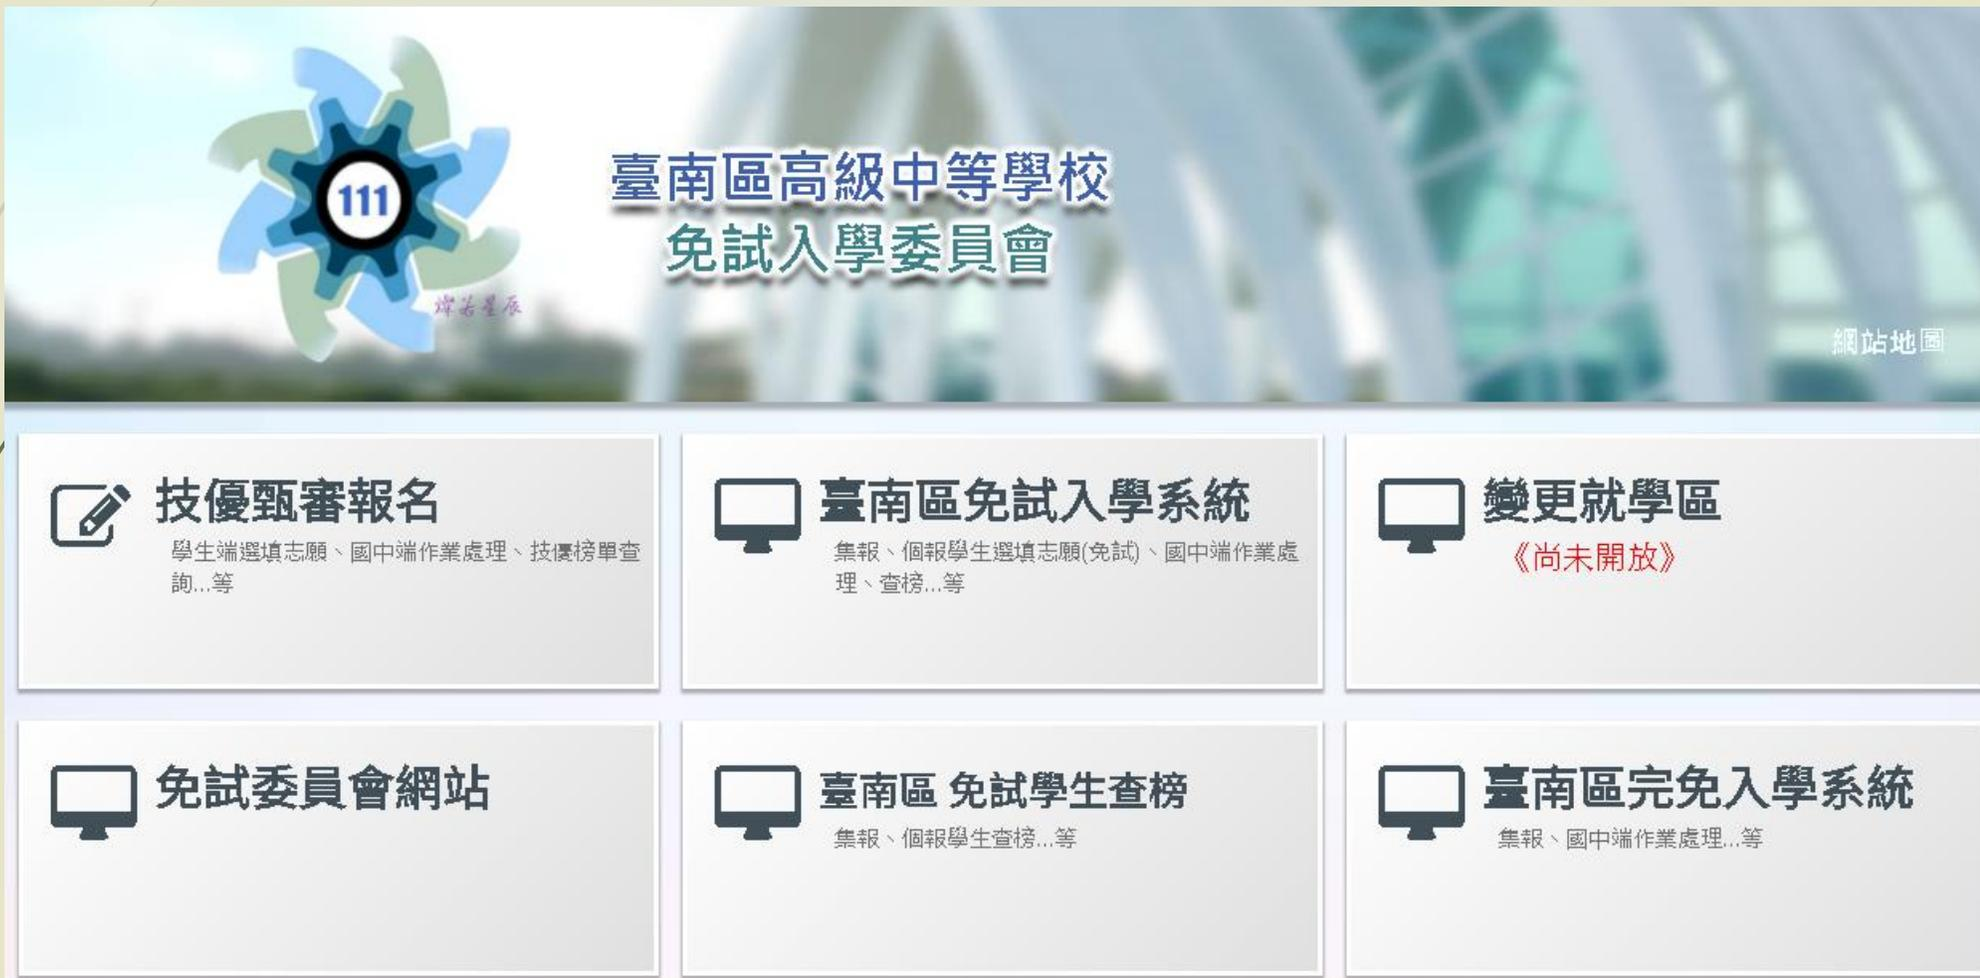 111
燦若星辰
臺南區高級中等學校
免試入學委員會
網站地圖
技優甄審報名
學生端選填志願、國中端作業處理、技優榜單查
詢...等
臺南區免試入學系統
集報、個報學生選填志願(免試)、國中端作業處
理、查榜...等
變更就學區
《尚未開放》
免試委員會網站
臺南區 免試學生查榜
集報、個報學生查榜...等
臺南區完免入學系統
集報、國中端作業處理...等